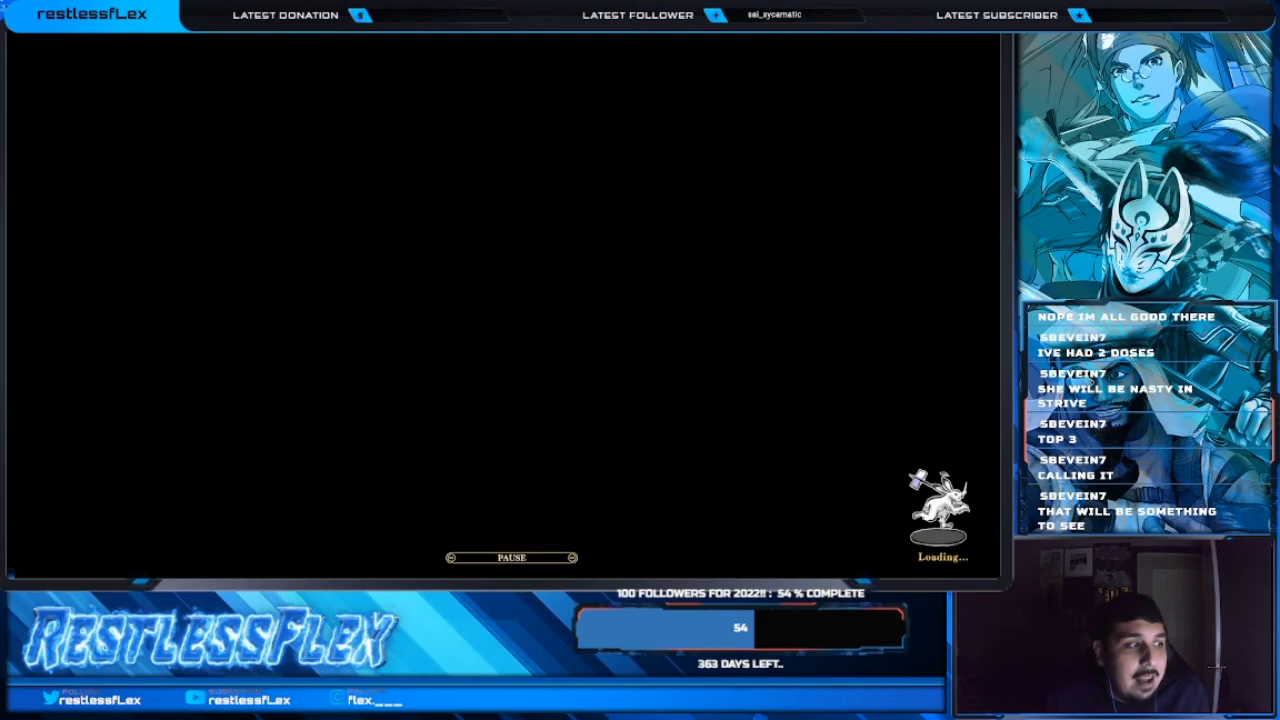 restlessfLex
LATEST DONATION
LATEST FOLLOWER
sai_sycamatic
LATEST SUBSCRIBER
NOPE IM ALL GOOD THERE
SBEVEIN7
IVE HAD 2 DOSES
SBEVEIN7
SHE WILL BE NASTY IN
STRIVE
SBEVEIN7
TOP 3
SBEVEIN7
CALLING IT
SBEVEIN7
THAT WILL BE SOMETHING
TO SEE
PAUSE
Loading...
100 FOLLOWERS FOR 2022!! : 54 % COMPLETE
54
363 DAYS LEFT..
RESTLESSFLEX
restlessfLex
restlessfLex
flex.___